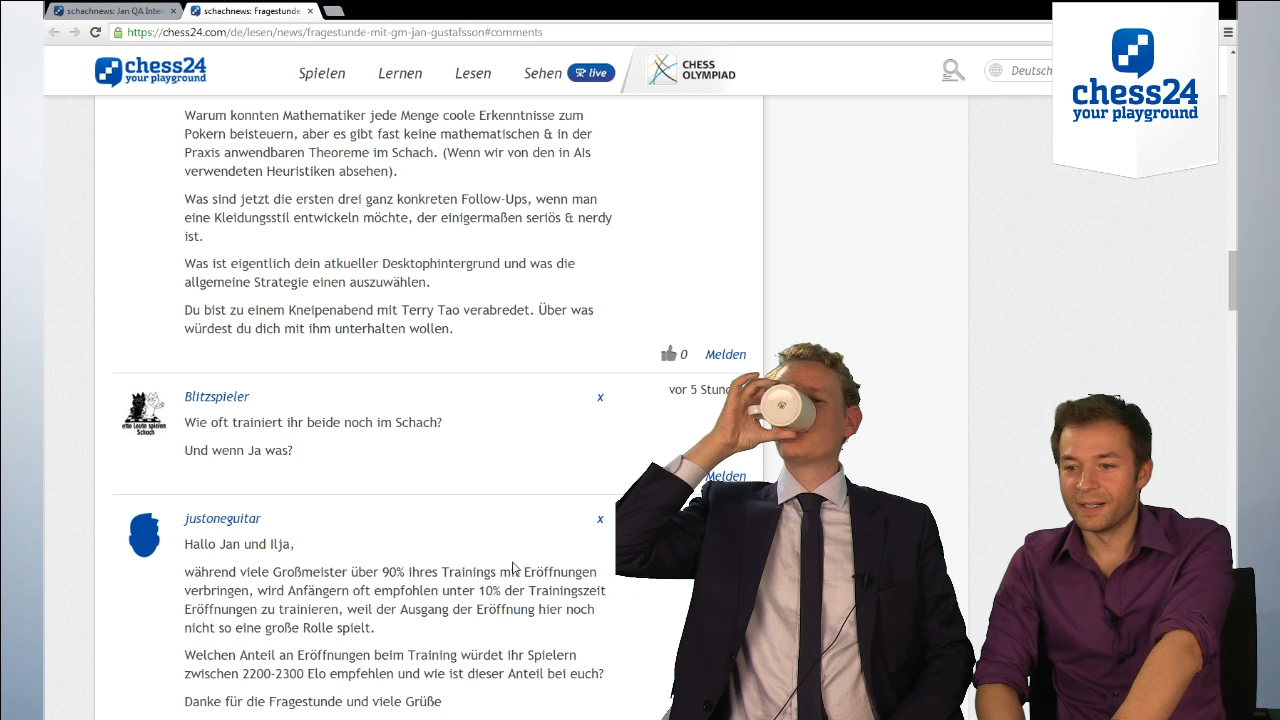 schachnews: Jan QA Inter
schachnews: Fragestunde
https://chess24.com/de/lesen/news/fragestunde-mit-gm-jan-gustafsson#comments
chess24
your playground
Spielen
Lernen
Lesen
Sehen
live
CHESS
OLYMPIAD
Deutsch
chess24
your playground
Warum konnten Mathematiker jede Menge coole Erkenntnisse zum
Pokern beisteuern, aber es gibt fast keine mathematischen & in der
Praxis anwendbaren Theoreme im Schach. (Wenn wir von den in AIs
verwendeten Heuristiken absehen).
Was sind jetzt die ersten drei ganz konkreten Follow-Ups, wenn man
eine Kleidungsstil entwickeln möchte, der einigermaßen seriös & nerdy
ist.
Was ist eigentlich dein atkueller Desktophintergrund und was die
allgemeine Strategie einen auszuwählen.
Du bist zu einem Kneipenabend mit Terry Tao verabredet. Über was
würdest du dich mit ihm unterhalten wollen.
0 Melden
Blitzspieler
x
vor 5 Stund
ette Leute spielen
Schach
Wie oft trainiert ihr beide noch im Schach?
Und wenn Ja was?
Melden
justoneguitar
x
Hallo Jan und Ilja,
während viele Großmeister über 90% ihres Trainings mit Eröffnungen
verbringen, wird Anfängern oft empfohlen unter 10% der Trainingszeit
Eröffnungen zu trainieren, weil der Ausgang der Eröffnung hier noch
nicht so eine große Rolle spielt.
Welchen Anteil an Eröffnungen beim Training würdet ihr Spielern
zwischen 2200-2300 Elo empfehlen und wie ist dieser Anteil bei euch?
Danke für die Fragestunde und viele Grüße